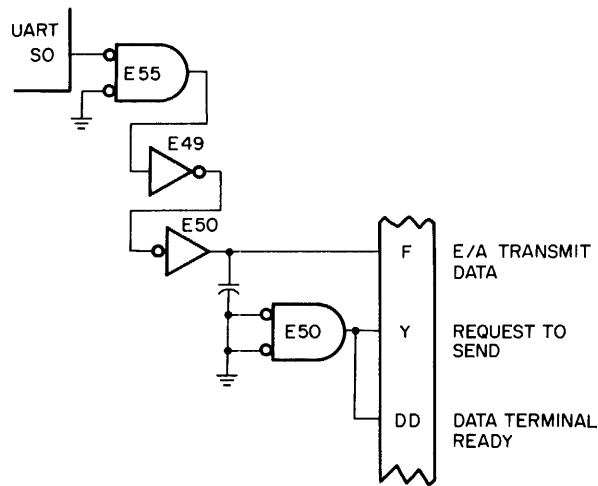 UART
SO
E55
E49
E50
F
E/A TRANSMIT
DATA
E50
Y
REQUEST TO
SEND
DD
DATA TERMINAL
READY